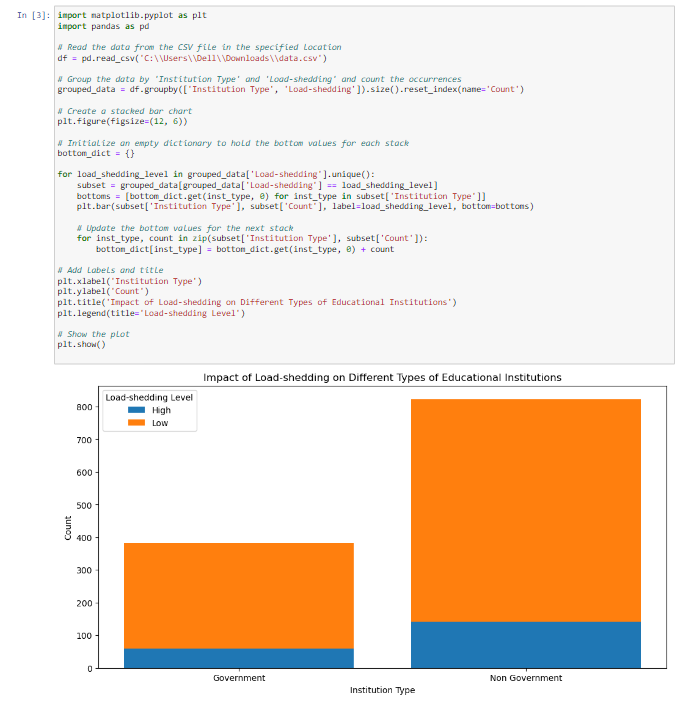 In [3]: import matplotlib.pyplot as plt
import pandas as pd
# Read the data from the CSV file in the specified location
df = pd.read_csv('C:\\Users\\Dell\\Downloads\\data.csv')
# Group the data by 'Institution Type' and 'Load-shedding' and count the occurrences
grouped_data = df.groupby(['Institution Type', 'Load-shedding']).size().reset_index(name='Count')
# Create a stacked bar chart
plt.figure(figsize=(12, 6))
# Initialize an empty dictionary to hold the bottom values for each stack
bottom_dict = {}
for load_shedding_level in grouped_data['Load-shedding'].unique():
    subset = grouped_data[grouped_data['Load-shedding'] == load_shedding_level]
    bottoms = [bottom_dict.get(inst_type, 0) for inst_type in subset['Institution Type']]
    plt.bar(subset['Institution Type'], subset['Count'], label=load_shedding_level, bottom=bottoms)
    # Update the bottom values for the next stack
    for inst_type, count in zip(subset['Institution Type'], subset['Count']):
        bottom_dict[inst_type] = bottom_dict.get(inst_type, 0) + count
# Add labels and title
plt.xlabel('Institution Type')
plt.ylabel('Count')
plt.title('Impact of Load-shedding on Different Types of Educational Institutions')
plt.legend(title='Load-shedding Level')
# Show the plot
plt.show()
Impact of Load-shedding on Different Types of Educational Institutions
Load-shedding Level
High
Low
800
700
600
500
400
300
200
100
0
Count
Government Non Government
Institution Type